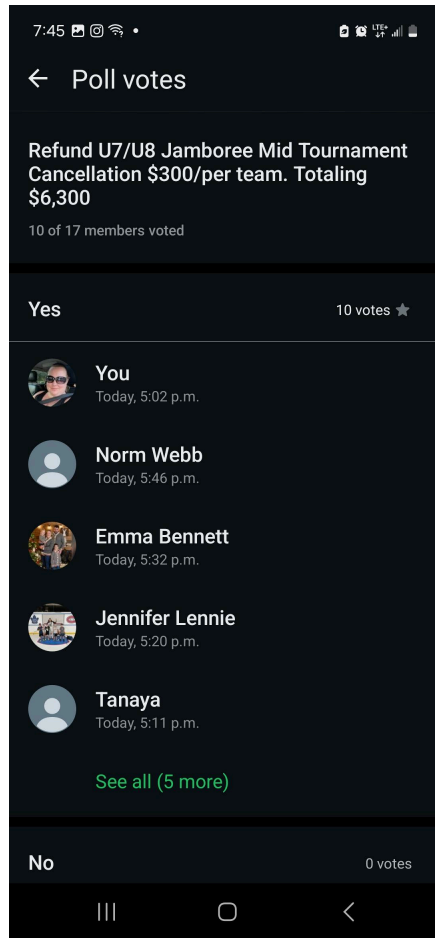 7:45
LTE+
Poll votes
Refund U7/U8 Jamboree Mid Tournament
Cancellation $300/per team. Totaling
$6,300
10 of 17 members voted
Yes
10 votes
You
Today, 5:02 p.m.
Norm Webb
Today, 5:46 p.m.
Emma Bennett
Today, 5:32 p.m.
Jennifer Lennie
Today, 5:20 p.m.
Tanaya
Today, 5:11 p.m.
See all (5 more)
No
0 votes